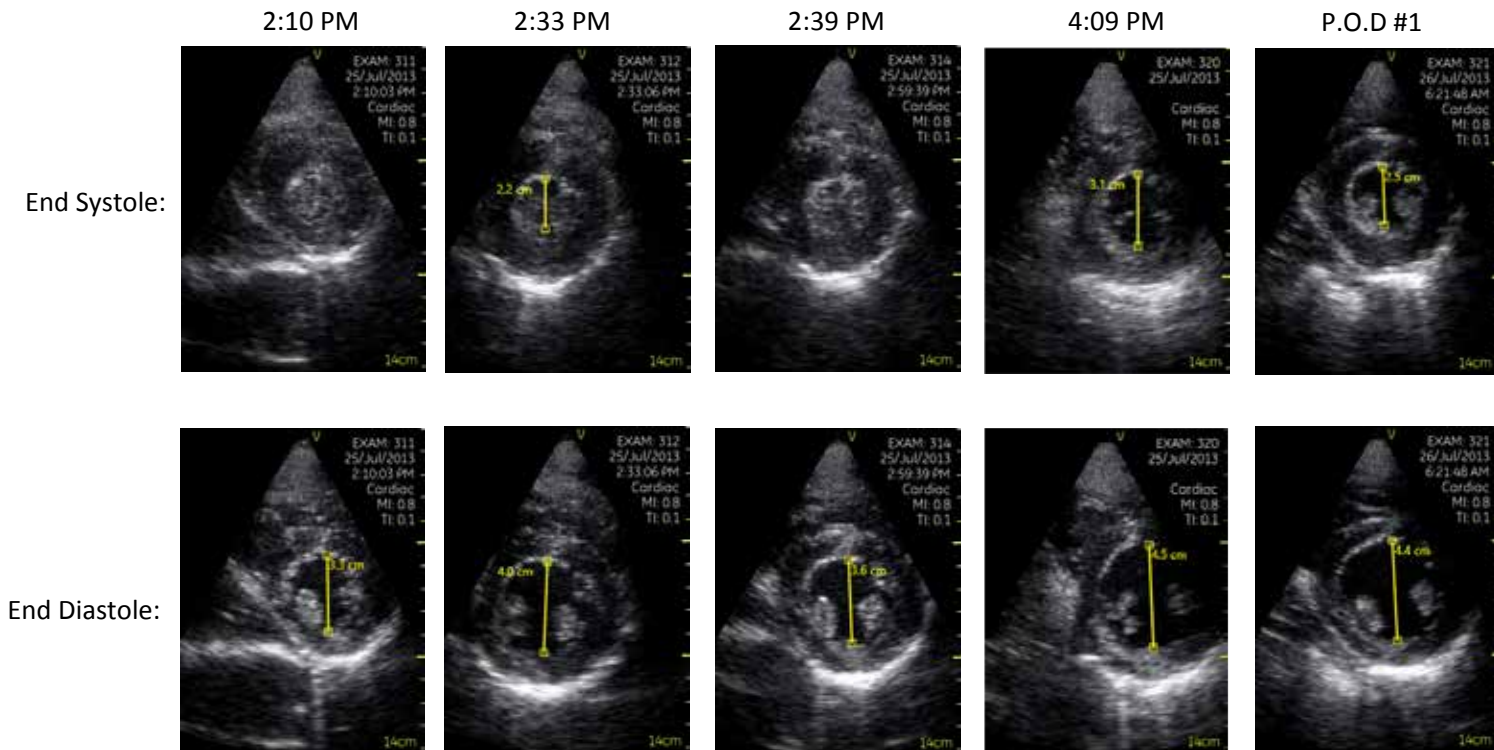 2:10 PM
2:33 PM
2:39 PM
4:09 PM
P.O.D #1
End Systole:
V
EXAM: 311
25/Jul/2013
2:10:03 PM
Cardiac
MI: 0.8
TI: 0.1
14cm
V
EXAM: 312
25/Jul/2013
2:33:06 PM
Cardiac
MI: 0.8
TI: 0.1
2.2 cm
14cm
V
EXAM: 314
25/Jul/2013
2:59:39 PM
Cardiac
MI: 0.8
TI: 0.1
14cm
V
EXAM: 320
25/Jul/2013
Cardiac
MI: 0.8
TI: 0.1
3.1 cm
14cm
V
EXAM: 321
26/Jul/2013
6:21:48 AM
Cardiac
MI: 0.8
TI: 0.1
2.5 cm
14cm
End Diastole:
V
EXAM: 311
25/Jul/2013
2:10:03 PM
Cardiac
MI: 0.8
TI: 0.1
3.3 cm
14cm
V
EXAM: 312
25/Jul/2013
2:33:06 PM
Cardiac
MI: 0.8
TI: 0.1
4.0 cm
14cm
V
EXAM: 314
25/Jul/2013
2:59:39 PM
Cardiac
MI: 0.8
TI: 0.1
3.6 cm
14cm
V
EXAM: 320
25/Jul/2013
Cardiac
MI: 0.8
TI: 0.1
4.5 cm
14cm
V
EXAM: 321
26/Jul/2013
6:21:48 AM
Cardiac
MI: 0.8
TI: 0.1
4.4 cm
14cm